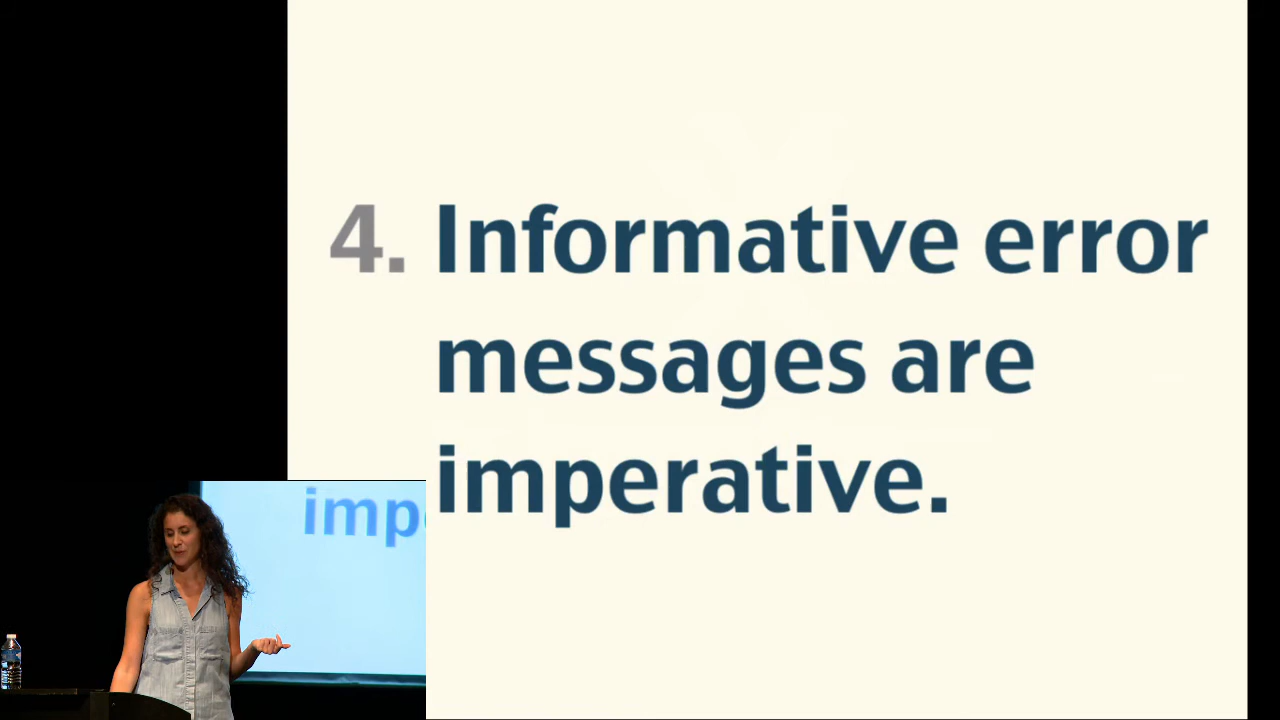 4. Informative error
messages are
imperative.
imp